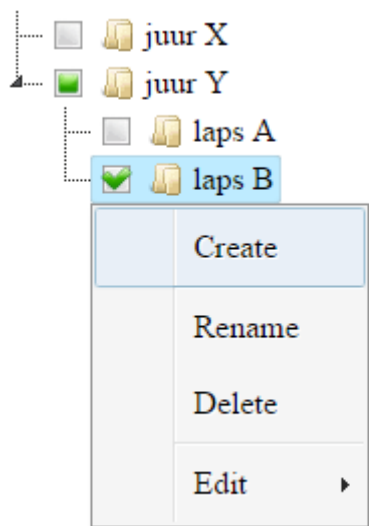 juur X
juur Y
laps A
laps B
Create
Rename
Delete
Edit